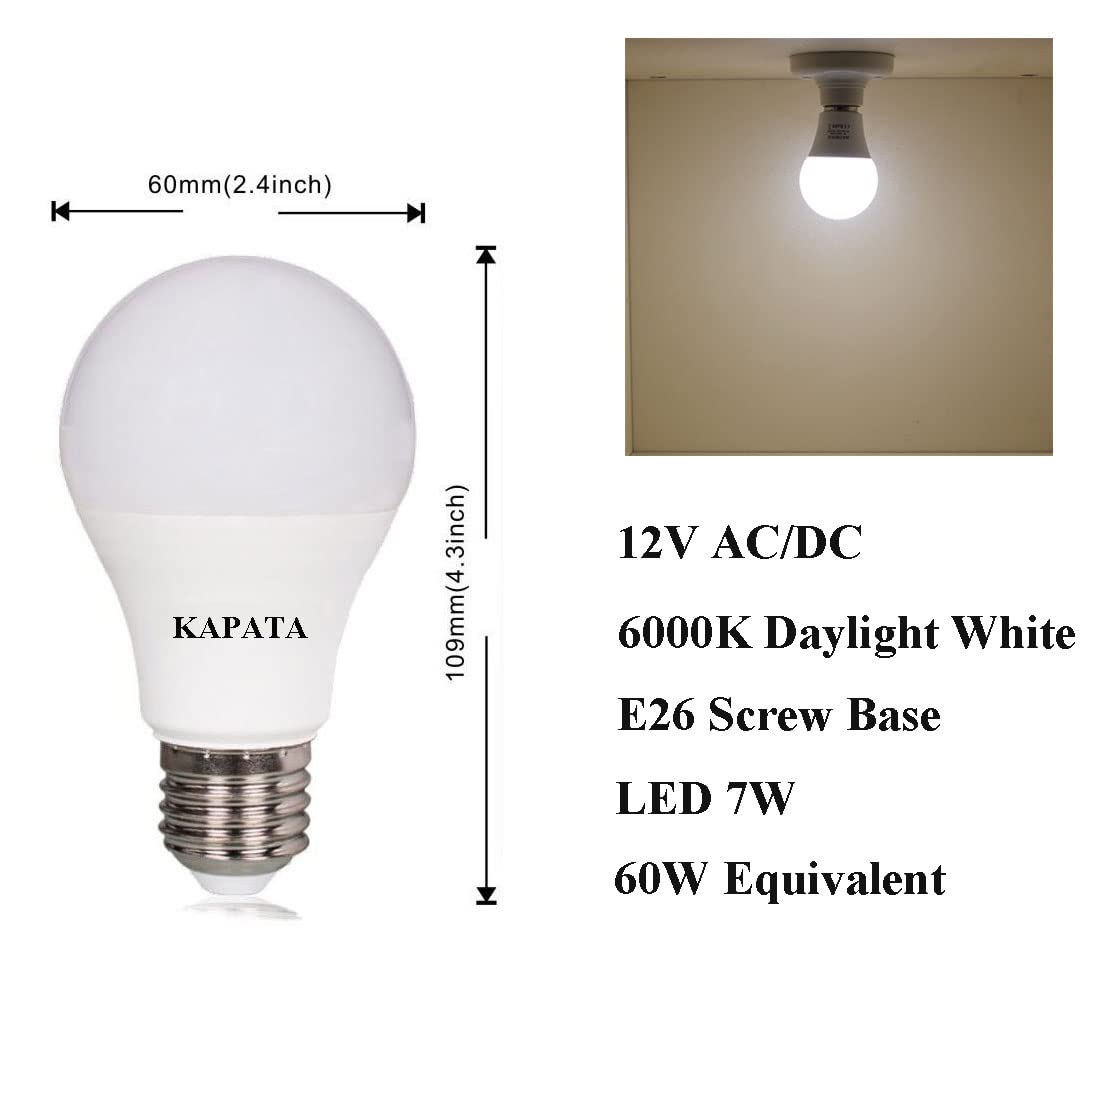 60mm(2.4inch)
109mm(4.3inch)
KAPATA
12V AC/DC
6000K Daylight White
E26 Screw Base
LED 7W
60W Equivalent